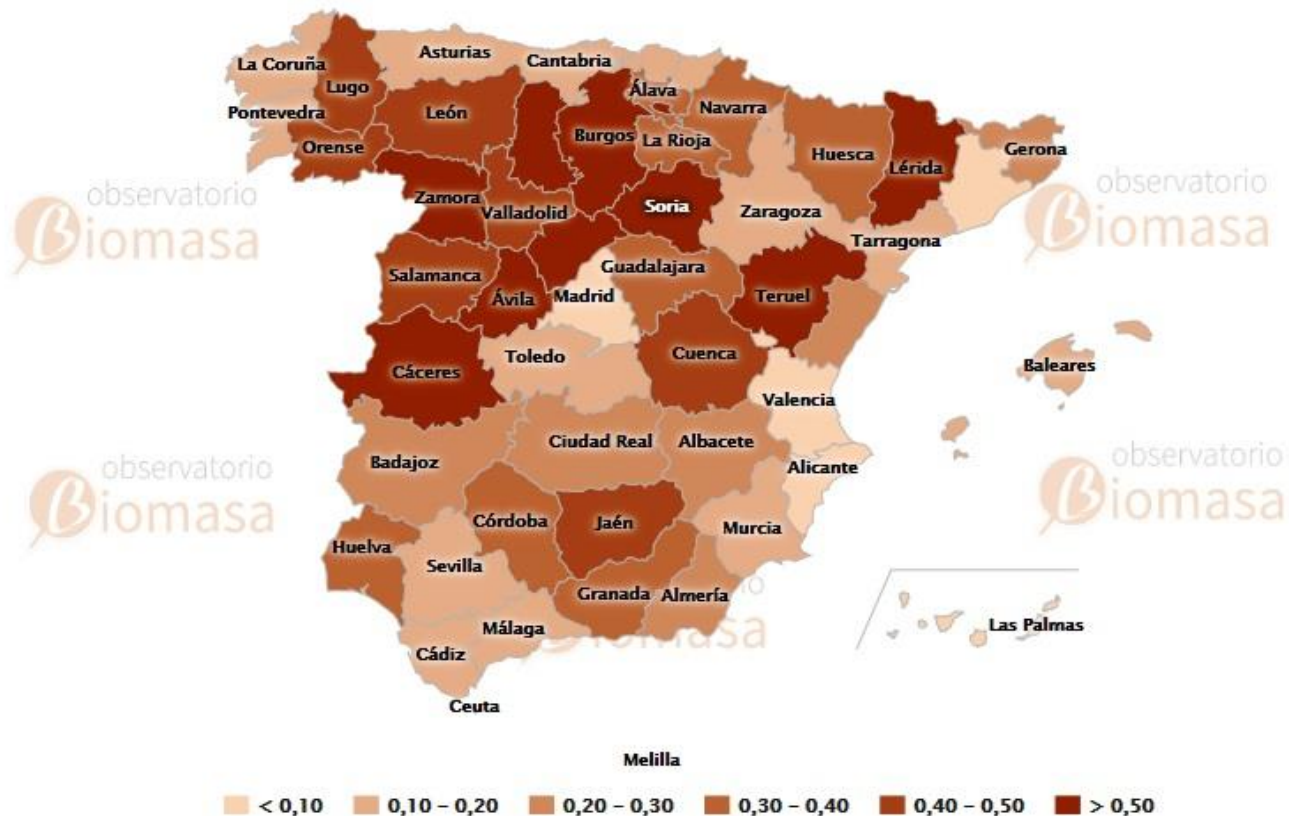 La Coruña
Asturias
Cantabria
Lugo
Álava
Pontevedra
León
Navarra
Burgos
La Rioja
Orense
Huesca
Lérida
Gerona
observatorio
Biomasa
Zamora
Valladolid
Soria
Zaragoza
observatorio
Biomasa
Tarragona
Salamanca
Guadalajara
Ávila
Madrid
Teruel
Toledo
Cuenca
Cáceres
Baleares
Valencia
Ciudad Real
Albacete
Badajoz
Alicante
observatorio
Biomasa
observatorio
Biomasa
Córdoba
Jaén
Murcia
Huelva
Sevilla
Granada
Almería
Las Palmas
Málaga
Cádiz
Ceuta
Melilla
< 0,10 0,10 – 0,20 0,20 – 0,30 0,30 – 0,40 0,40 – 0,50 > 0,50